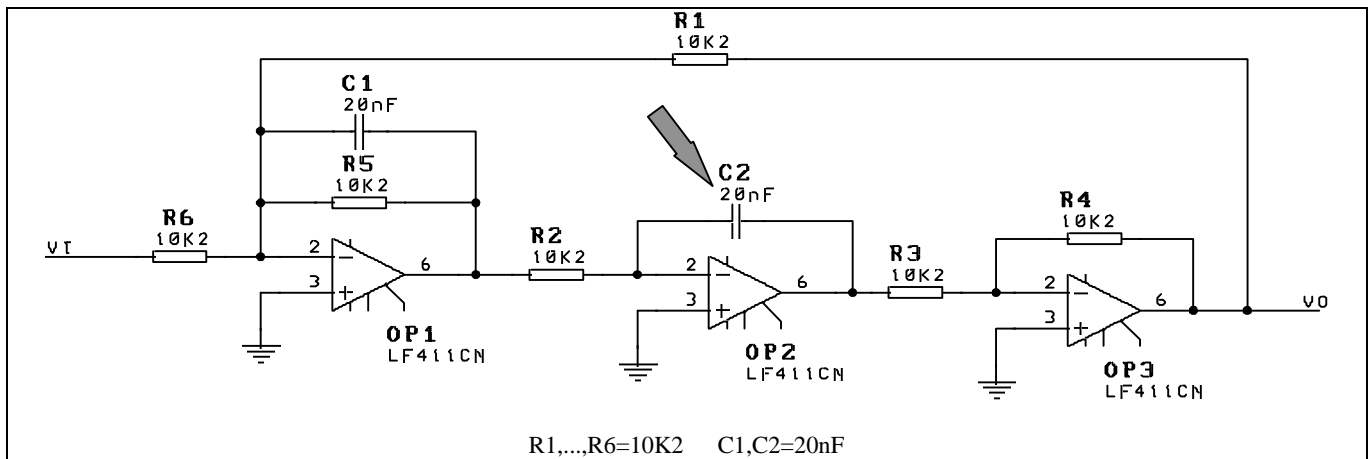 R1
10K2
C1
20nF
R5
10K2
C2
20nF
R6
10K2
R4
10K2
VI
2
3
6
R2
10K2
2
3
6
R3
10K2
2
3
6
VO
OP1
LF411CN
OP2
LF411CN
OP3
LF411CN
R1,...,R6=10K2 C1,C2=20nF